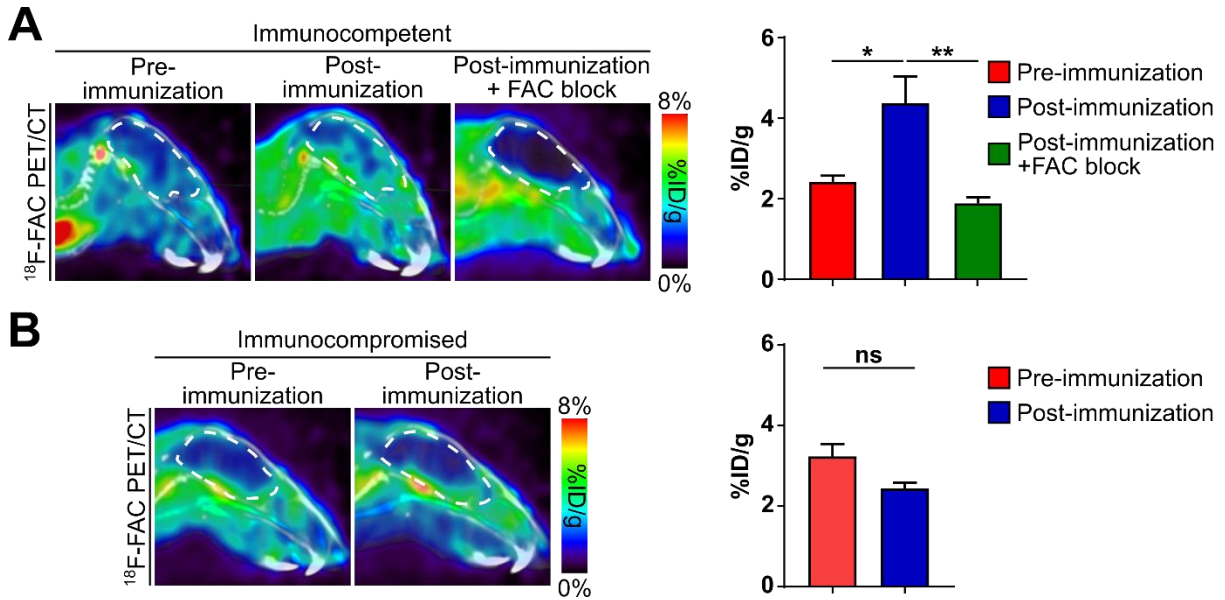 A
Immunocompetent
Pre-
immunization
Post-
immunization
Post-immunization
+ FAC block
¹⁸F-FAC PET/CT
8%
%ID/g
0%
%ID/g
6
4
2
0
*
**
Pre-immunization
Post-immunization
Post-immunization
+FAC block
B
Immunocompromised
Pre-
immunization
Post-
immunization
¹⁸F-FAC PET/CT
8%
%ID/g
0%
%ID/g
6
4
2
0
ns
Pre-immunization
Post-immunization